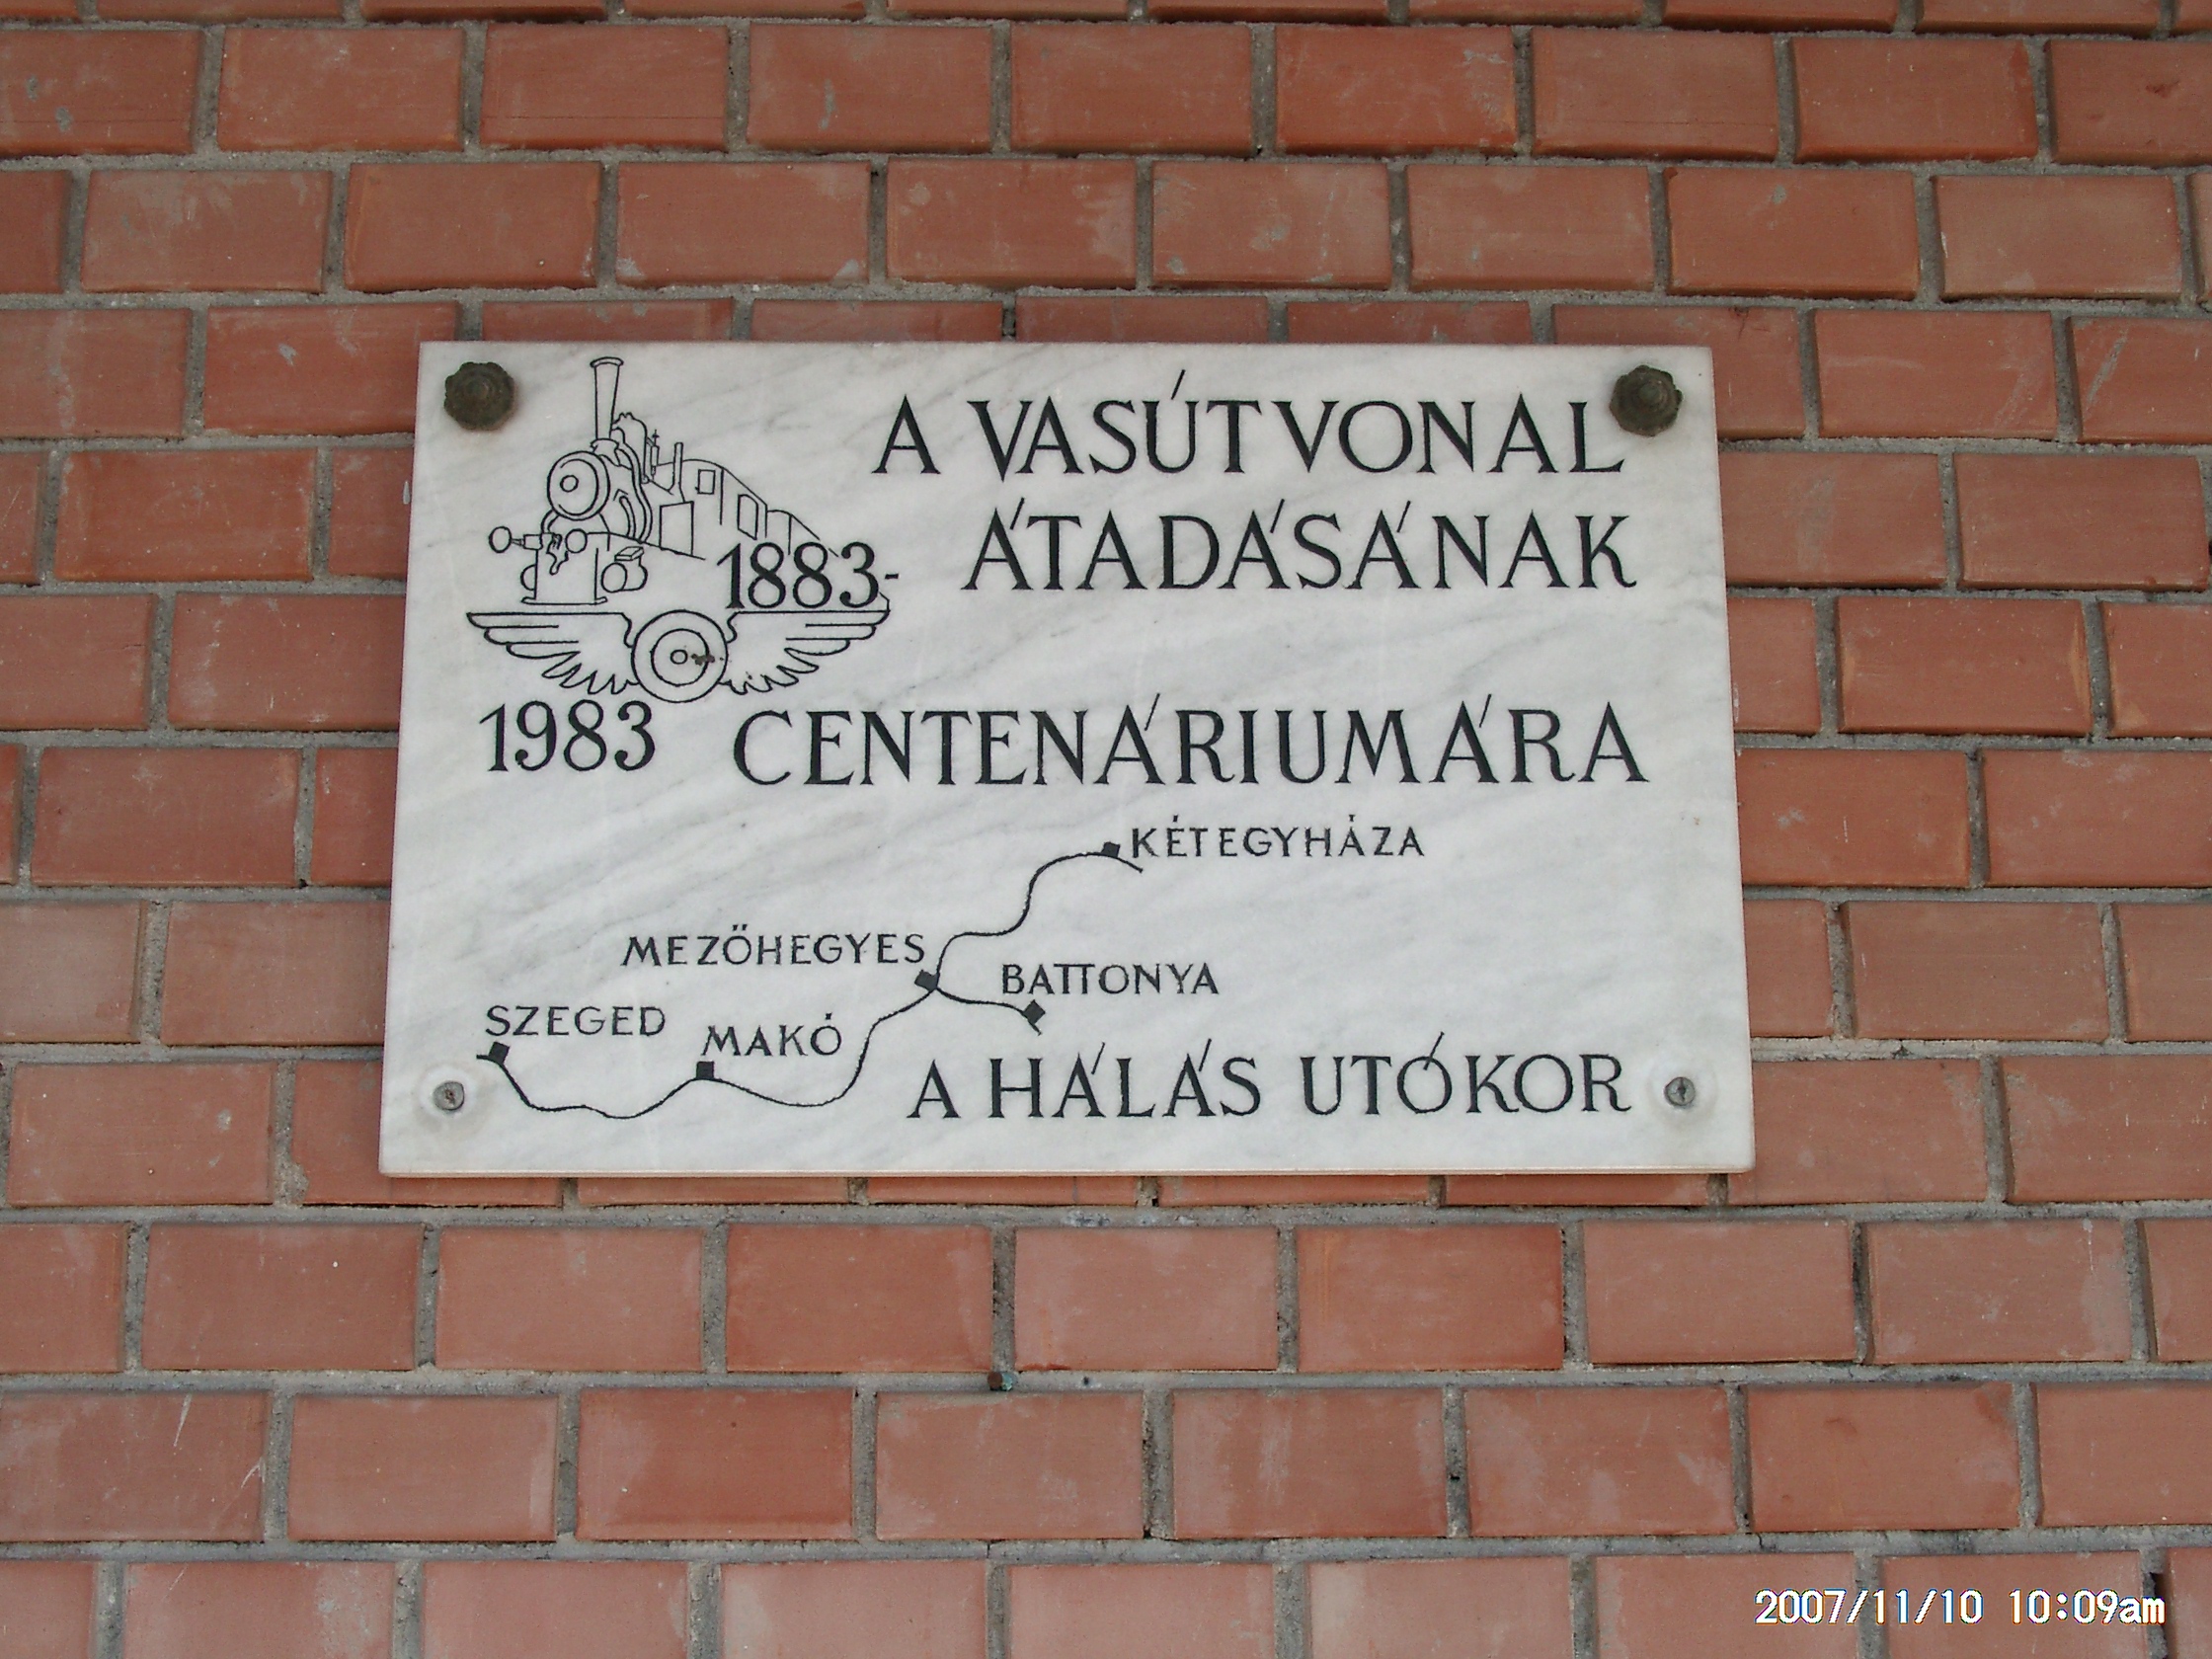 A VASÚTVONAL
ÁTADÁSÁNAK
1883-
1983
CENTENÁRIUMÁRA
KÉTEGYHÁZA
MEZŐHEGYES
BATTONYA
SZEGED
MAKÓ
A HÁLÁS UTÓKOR
2007/11/10 10:09am